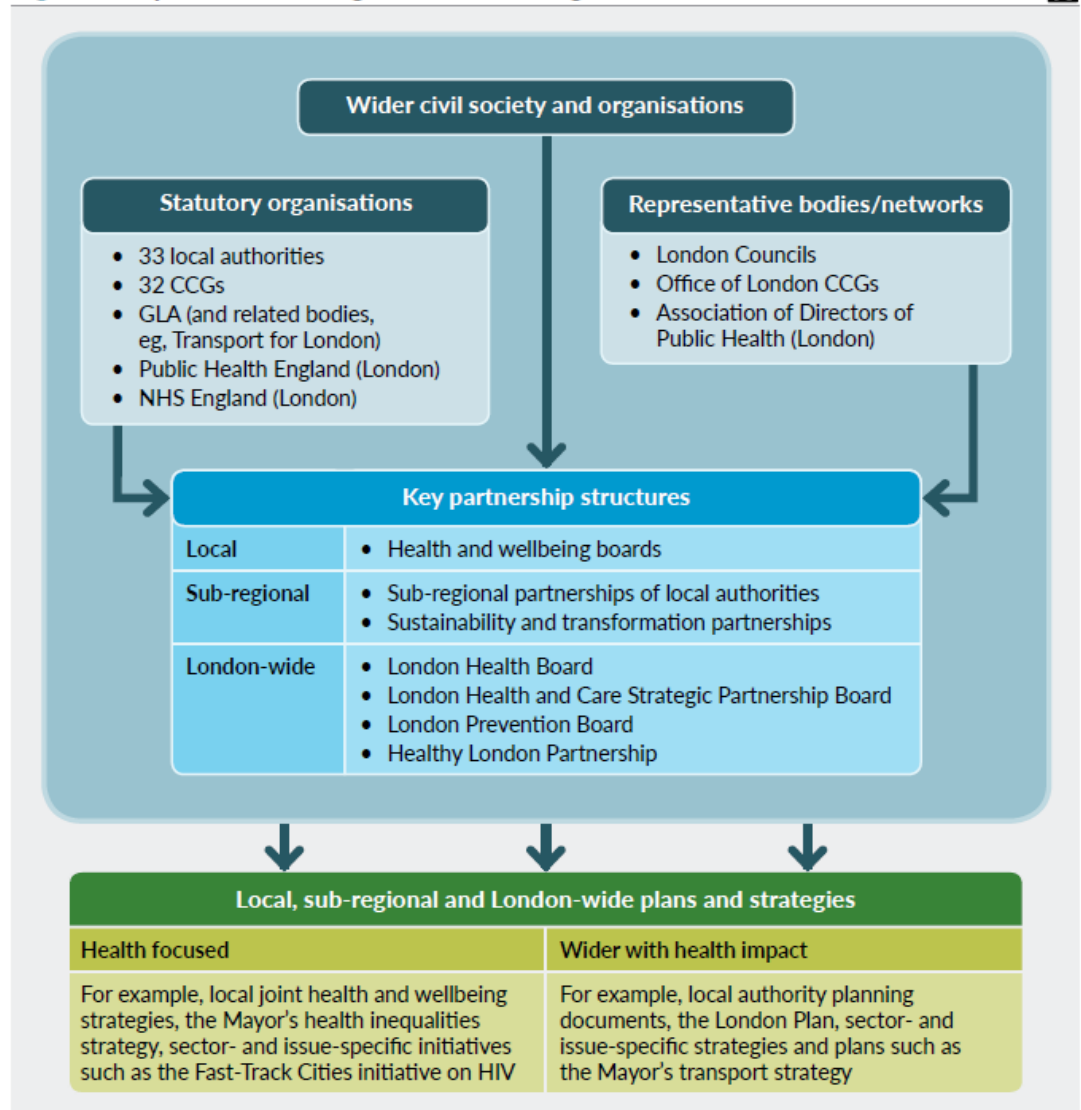 Wider civil society and organisations
Statutory organisations
• 33 local authorities
• 32 CCGs
• GLA (and related bodies,
eg, Transport for London)
• Public Health England (London)
• NHS England (London)
Representative bodies/networks
• London Councils
• Office of London CCGs
• Association of Directors of
Public Health (London)
Key partnership structures
Local
• Health and wellbeing boards
Sub-regional
• Sub-regional partnerships of local authorities
• Sustainability and transformation partnerships
London-wide
• London Health Board
• London Health and Care Strategic Partnership Board
• London Prevention Board
• Healthy London Partnership
Local, sub-regional and London-wide plans and strategies
Health focused
For example, local joint health and wellbeing
strategies, the Mayor's health inequalities
strategy, sector- and issue-specific initiatives
such as the Fast-Track Cities initiative on HIV
Wider with health impact
For example, local authority planning
documents, the London Plan, sector- and
issue-specific strategies and plans such as
the Mayor's transport strategy